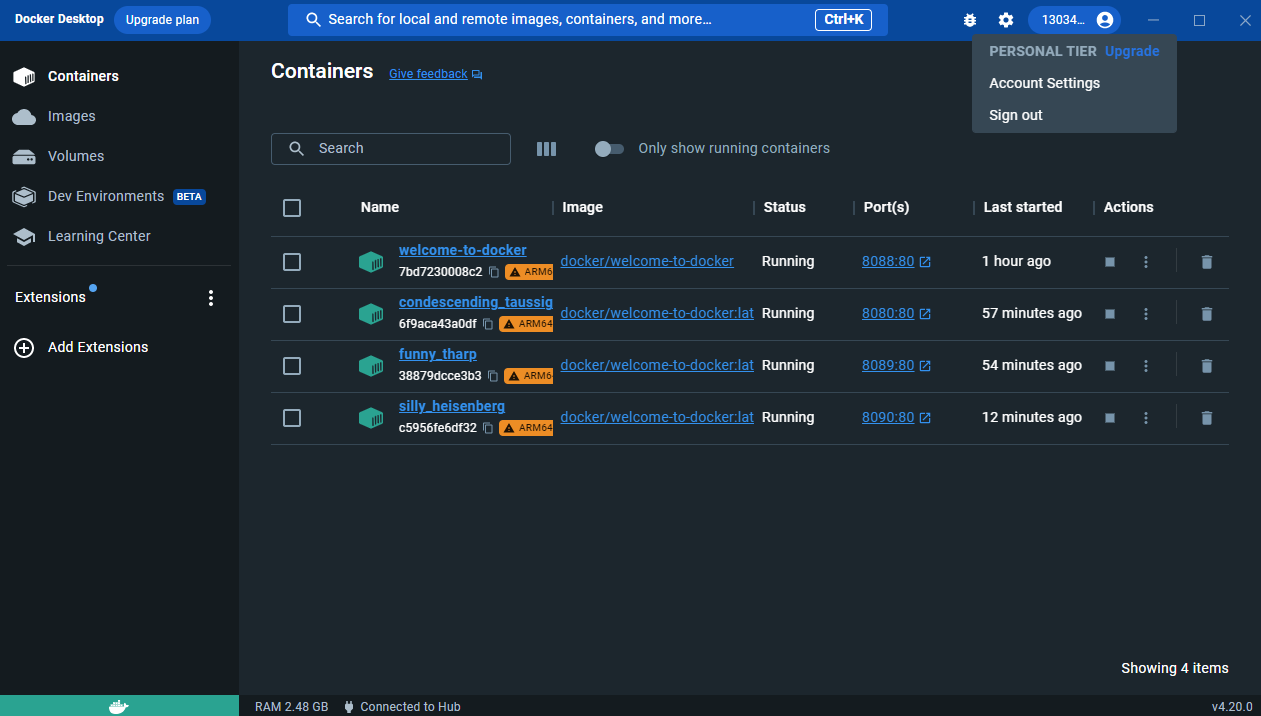 Docker Desktop Upgrade plan Search for local and remote images, containers, and more... Ctrl+K 13034...
PERSONAL TIER Upgrade
Account Settings
Sign out
Containers
Images
Volumes
Dev Environments BETA
Learning Center
Extensions
Add Extensions
Containers Give feedback
Search Only show running containers
Name Image Status Port(s) Last started Actions
welcome-to-docker
7bd7230008c2 ARM6 docker/welcome-to-docker Running 8088:80 1 hour ago
condescending_taussig
6f9aca43a0df ARM64 docker/welcome-to-docker:lat Running 8080:80 57 minutes ago
funny_tharp
38879dcce3b3 ARM6 docker/welcome-to-docker:lat Running 8089:80 54 minutes ago
silly_heisenberg
c5956fe6df32 ARM64 docker/welcome-to-docker:lat Running 8090:80 12 minutes ago
Showing 4 items
RAM 2.48 GB Connected to Hub v4.20.0